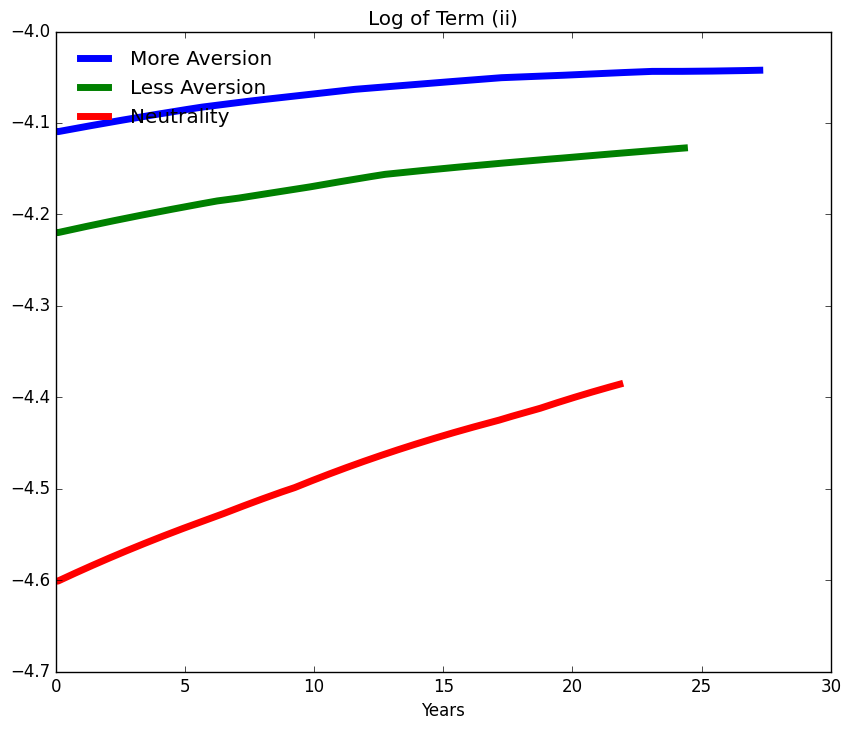 Log of Term (ii)
−4.0
More Aversion
Less Aversion
Neutrality
−4.1
−4.2
−4.3
−4.4
−4.5
−4.6
−4.7
0 5 10 15 20 25 30
Years